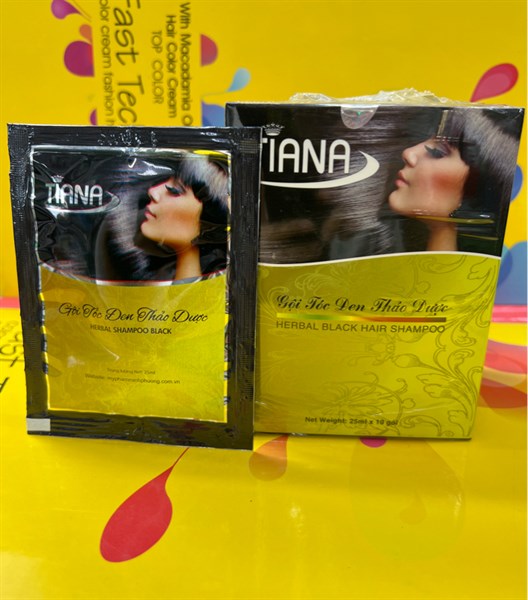 With Macadamia O
Hair Color Cream
TOP COLOR
Fast Tec
olor cream fashion
TIANA
Gội Tóc Đen Thảo Dược
HERBAL SHAMPOO BLACK
TIANA
Gội Tóc Đen Thảo Dược
HERBAL BLACK HAIR SHAMPOO
Net Weight: 25ml x 10 gói